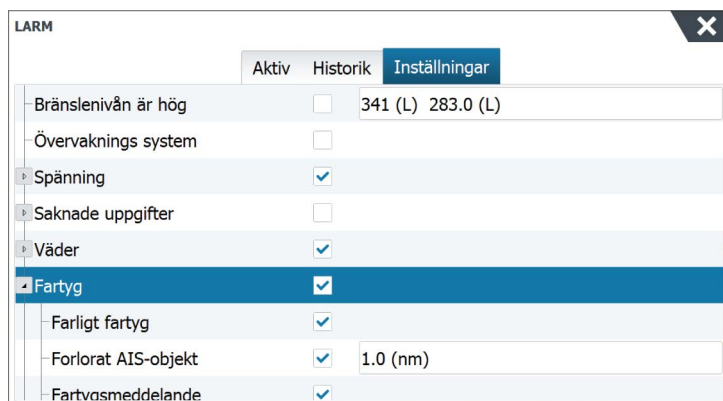 LARM
Aktiv Historik Inställningar
Bränslenivån är hög 341 (L) 283.0 (L)
Övervaknings system
Spänning
Saknade uppgifter
Väder
Fartyg
Farligt fartyg
Forlorat AIS-objekt 1.0 (nm)
Fartygsmeddelande